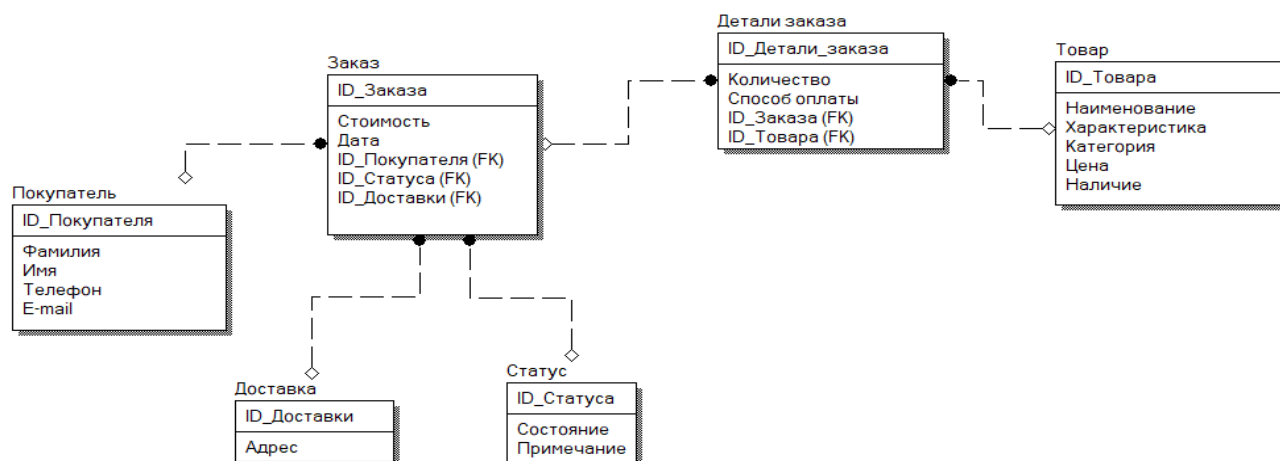 Детали заказа
ID_Детали_заказа
Количество
Способ оплаты
ID_Заказа (FK)
ID_Товара (FK)
Товар
ID_Товара
Наименование
Характеристика
Категория
Цена
Наличие
Заказ
ID_Заказа
Стоимость
Дата
ID_Покупателя (FK)
ID_Статуса (FK)
ID_Доставки (FK)
Покупатель
ID_Покупателя
Фамилия
Имя
Телефон
E-mail
Доставка
ID_Доставки
Адрес
Статус
ID_Статуса
Состояние
Примечание